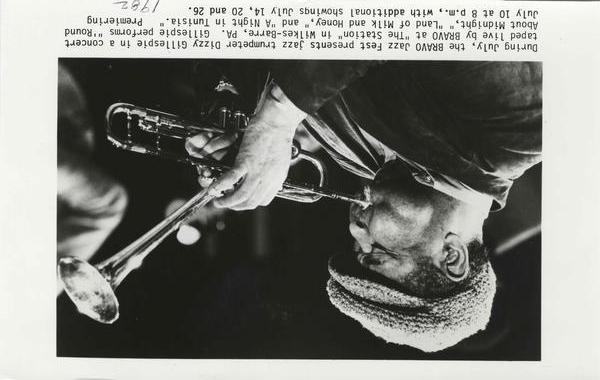 During July, the BRAVO Jazz Fest presents jazz trumpeter Dizzy Gillespie in a concert
taped live by BRAVO at "The Station" in Wilkes-Barre, PA. Gillespie performs "'Round
About Midnight," "Land of Milk and Honey," and "A Night in Tunisia." Premiering
July 10 at 8 p.m., with additional showings July 14, 20 and 26.
1982